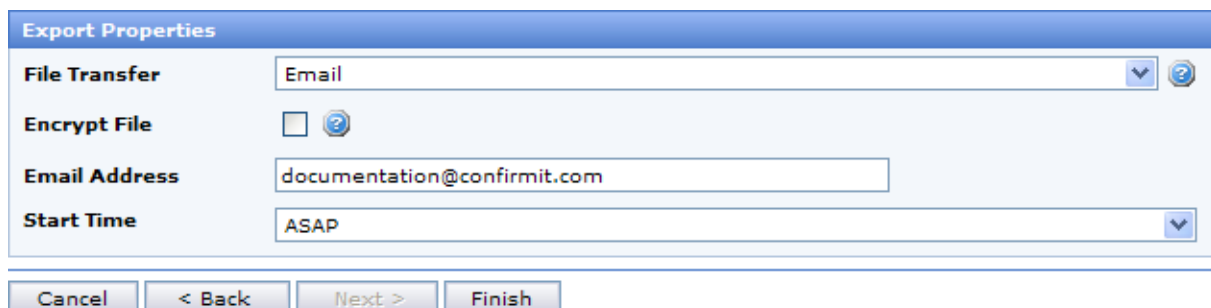 Export Properties
File Transfer Email
Encrypt File
Email Address documentation@confirmit.com
Start Time ASAP
Cancel < Back Next > Finish